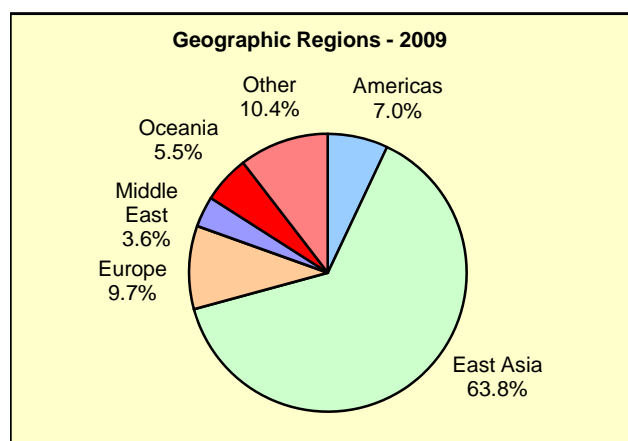 Geographic Regions - 2009
Other
10.4%
Americas
7.0%
Oceania
5.5%
Middle
East
3.6%
Europe
9.7%
East Asia
63.8%